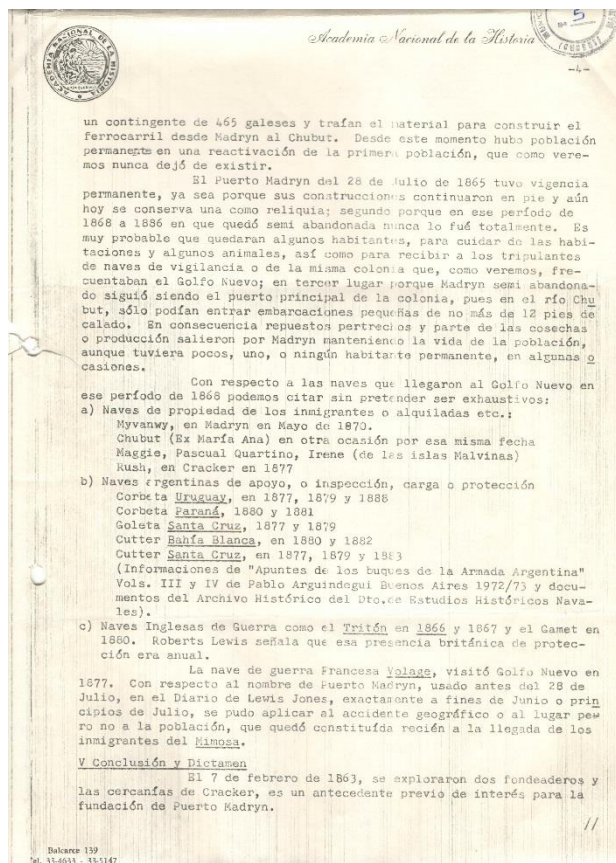 ACADEMIA NACIONAL DE LA HISTORIA
Academia Nacional de la Historia
5
-4-
un contingente de 465 galeses y traían el material para construir el
ferrocarril desde Madryn al Chubut. Desde este momento hubo población
permanente en una reactivación de la primera población, que como vere-
mos nunca dejó de existir.
El Puerto Madryn del 28 de Julio de 1865 tuvo vigencia
permanente, ya sea porque sus construcciones continuaron en pie y aún
hoy se conserva una como reliquia; segundo porque en ese período de
1868 a 1886 en que quedó semi abandonada nunca lo fué totalmente. Es
muy probable que quedaran algunos habitantes, para cuidar de las habi-
taciones y algunos animales, así como para recibir a los tripulantes
de naves de vigilancia o de la misma colonia que, como veremos, fre-
cuentaban el Golfo Nuevo; en tercer lugar porque Madryn semi abandona-
do siguió siendo el puerto principal de la colonia, pues en el río Chu
but, sólo podían entrar embarcaciones pequeñas de no más de 12 pies de
calado. En consecuencia repuestos pertrechos y parte de las cosechas
o producción salieron por Madryn manteniendo la vida de la población,
aunque tuviera pocos, uno, o ningún habitante permanente, en algunas o
casiones.
Con respecto a las naves que llegaron al Golfo Nuevo en
ese período de 1868 podemos citar sin pretender ser exhaustivos:
a) Naves de propiedad de los inmigrantes o alquiladas etc.:
Myvanwy, en Madryn en Mayo de 1870.
Chubut (Ex María Ana) en otra ocasión por esa misma fecha
Maggie, Pascual Quartino, Irene (de las islas Malvinas)
Rush, en Cracker en 1877
b) Naves argentinas de apoyo, o inspección, carga o protección
Corbeta Uruguay, en 1877, 1879 y 1888
Corbeta Paraná, 1880 y 1881
Goleta Santa Cruz, 1877 y 1879
Cutter Bahía Blanca, en 1880 y 1882
Cutter Santa Cruz, en 1877, 1879 y 1883
(Informaciones de "Apuntes de los buques de la Armada Argentina"
Vols. III y IV de Pablo Arguindegui Buenos Aires 1972/73 y docu-
mentos del Archivo Histórico del Dto.de Estudios Históricos Nava-
les).
c) Naves Inglesas de Guerra como el Tritón en 1866 y 1867 y el Gamet en
1880. Roberts Lewis señala que esa presencia británica de protec-
ción era anual.
La nave de guerra Francesa Volage, visitó Golfo Nuevo en
1877. Con respecto al nombre de Puerto Madryn, usado antes del 28 de
Julio, en el Diario de Lewis Jones, exactamente a fines de Junio o prin
cipios de Julio, se pudo aplicar al accidente geográfico o al lugar pe
ro no a la población, que quedó constituída recién a la llegada de los
inmigrantes del Mimosa.
V Conclusión y Dictamen
El 7 de febrero de 1863, se exploraron dos fondeaderos y
las cercanías de Cracker, es un antecedente previo de interés para la
fundación de Puerto Madryn.
//
Balcarce 139
Tel. 33-4633 - 33-5147